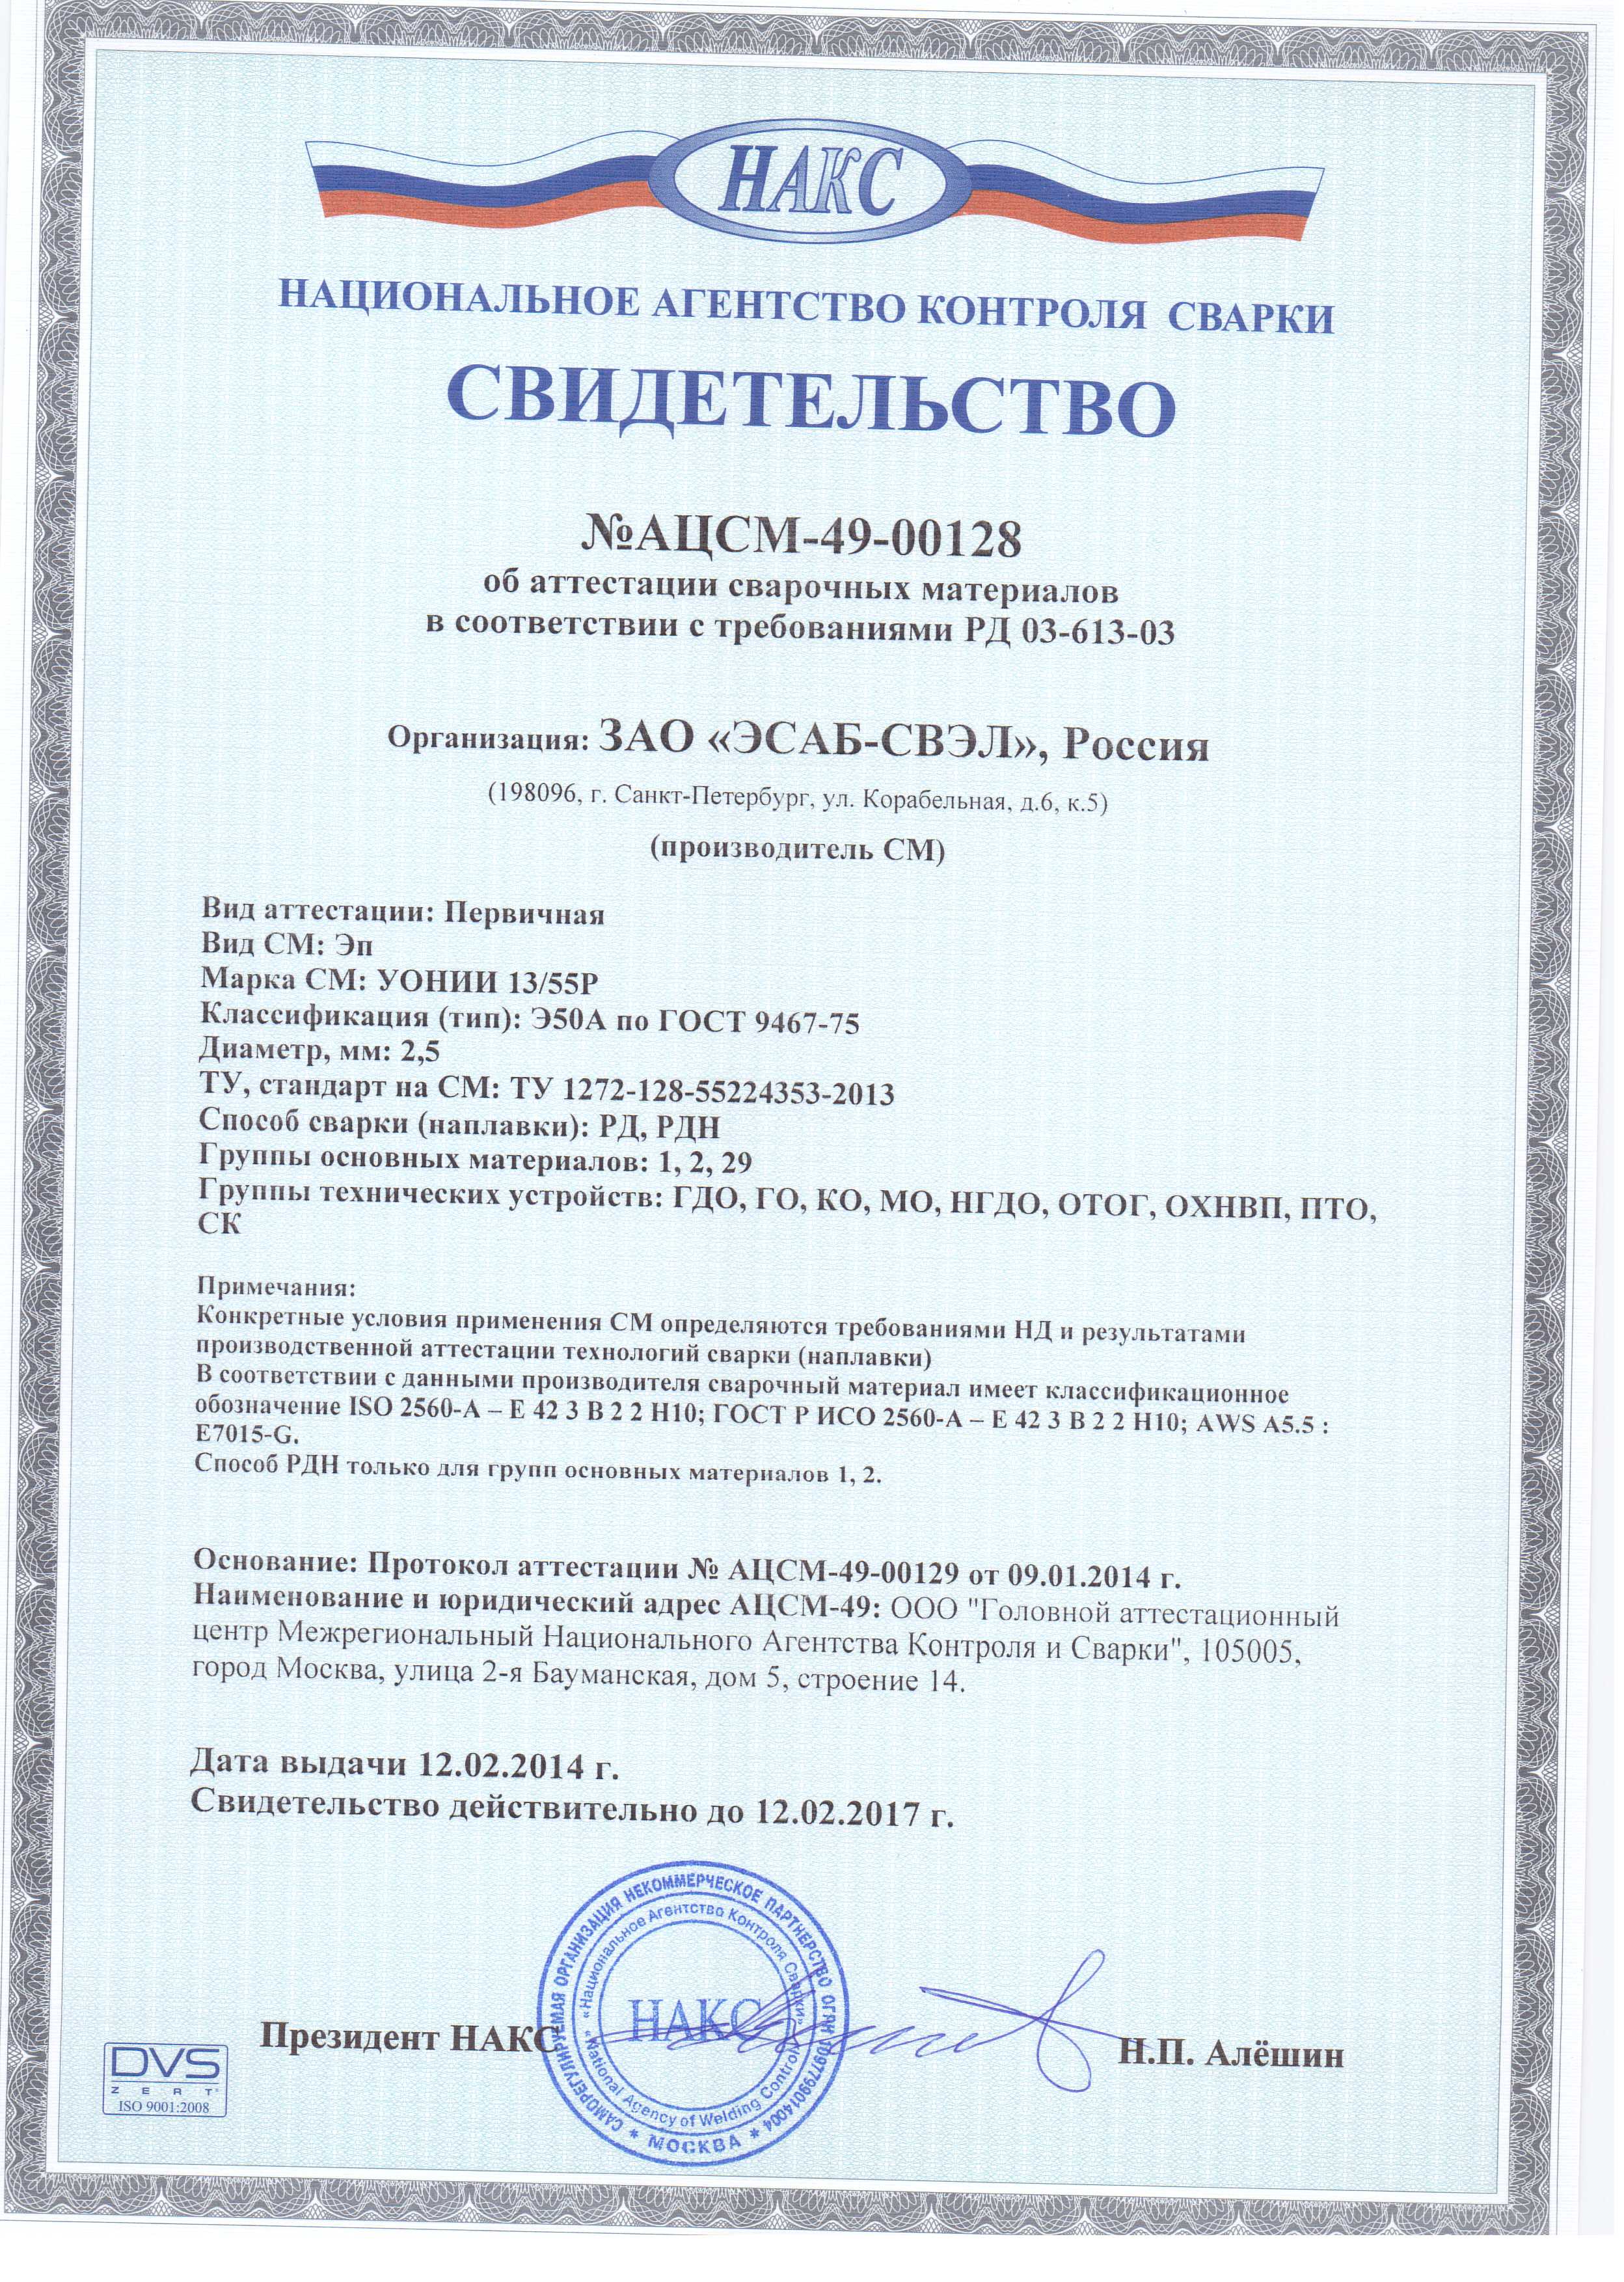 НАКС
НАЦИОНАЛЬНОЕ АГЕНТСТВО КОНТРОЛЯ СВАРКИ
СВИДЕТЕЛЬСТВО
№АЦСМ-49-00128
об аттестации сварочных материалов
в соответствии с требованиями РД 03-613-03
Организация: ЗАО «ЭСАБ-СВЭЛ», Россия
(198096, г. Санкт-Петербург, ул. Корабельная, д.6, к.5)
(производитель СМ)
Вид аттестации: Первичная
Вид СМ: Эп
Марка СМ: УОНИИ 13/55Р
Классификация (тип): Э50А по ГОСТ 9467-75
Диаметр, мм: 2,5
ТУ, стандарт на СМ: ТУ 1272-128-55224353-2013
Способ сварки (наплавки): РД, РДН
Группы основных материалов: 1, 2, 29
Группы технических устройств: ГДО, ГО, КО, МО, НГДО, ОТОГ, ОХНВП, ПТО,
СК
Примечания:
Конкретные условия применения СМ определяются требованиями НД и результатами
производственной аттестации технологий сварки (наплавки)
В соответствии с данными производителя сварочный материал имеет классификационное
обозначение ISO 2560-A – E 42 3 B 2 2 H10; ГОСТ Р ИСО 2560-А – Е 42 3 В 2 2 Н10; AWS A5.5 :
E7015-G.
Способ РДН только для групп основных материалов 1, 2.
Основание: Протокол аттестации № АЦСМ-49-00129 от 09.01.2014 г.
Наименование и юридический адрес АЦСМ-49: ООО "Головной аттестационный
центр Межрегиональный Национального Агентства Контроля и Сварки", 105005,
город Москва, улица 2-я Бауманская, дом 5, строение 14.
Дата выдачи 12.02.2014 г.
Свидетельство действительно до 12.02.2017 г.
САМОРЕГУЛИРУЕМАЯ ОРГАНИЗАЦИЯ НЕКОММЕРЧЕСКОЕ ПАРТНЕРСТВО ОГРН 1097799014004
* МОСКВА *
«Национальное Агентство Контроля Сварки»
"National Agency of Welding Control"
НАКС
Президент НАКС
Н.П. Алёшин
DVS
ZERT
ISO 9001:2008